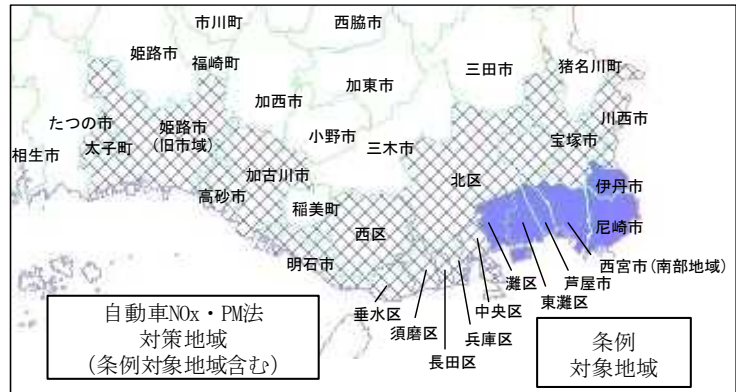 市川町
西脇市
姫路市
福崎町
猪名川町
三田市
加東市
加西市
川西市
たつの市
姫路市
(旧市域)
小野市
宝塚市
相生市
太子町
三木市
加古川市
北区
伊丹市
高砂市
稲美町
尼崎市
西区
西宮市(南部地域)
明石市
芦屋市
灘区
東灘区
中央区
垂水区
須磨区
兵庫区
長田区
自動車NOx・PM法
対策地域
(条例対象地域含む)
条例
対象地域